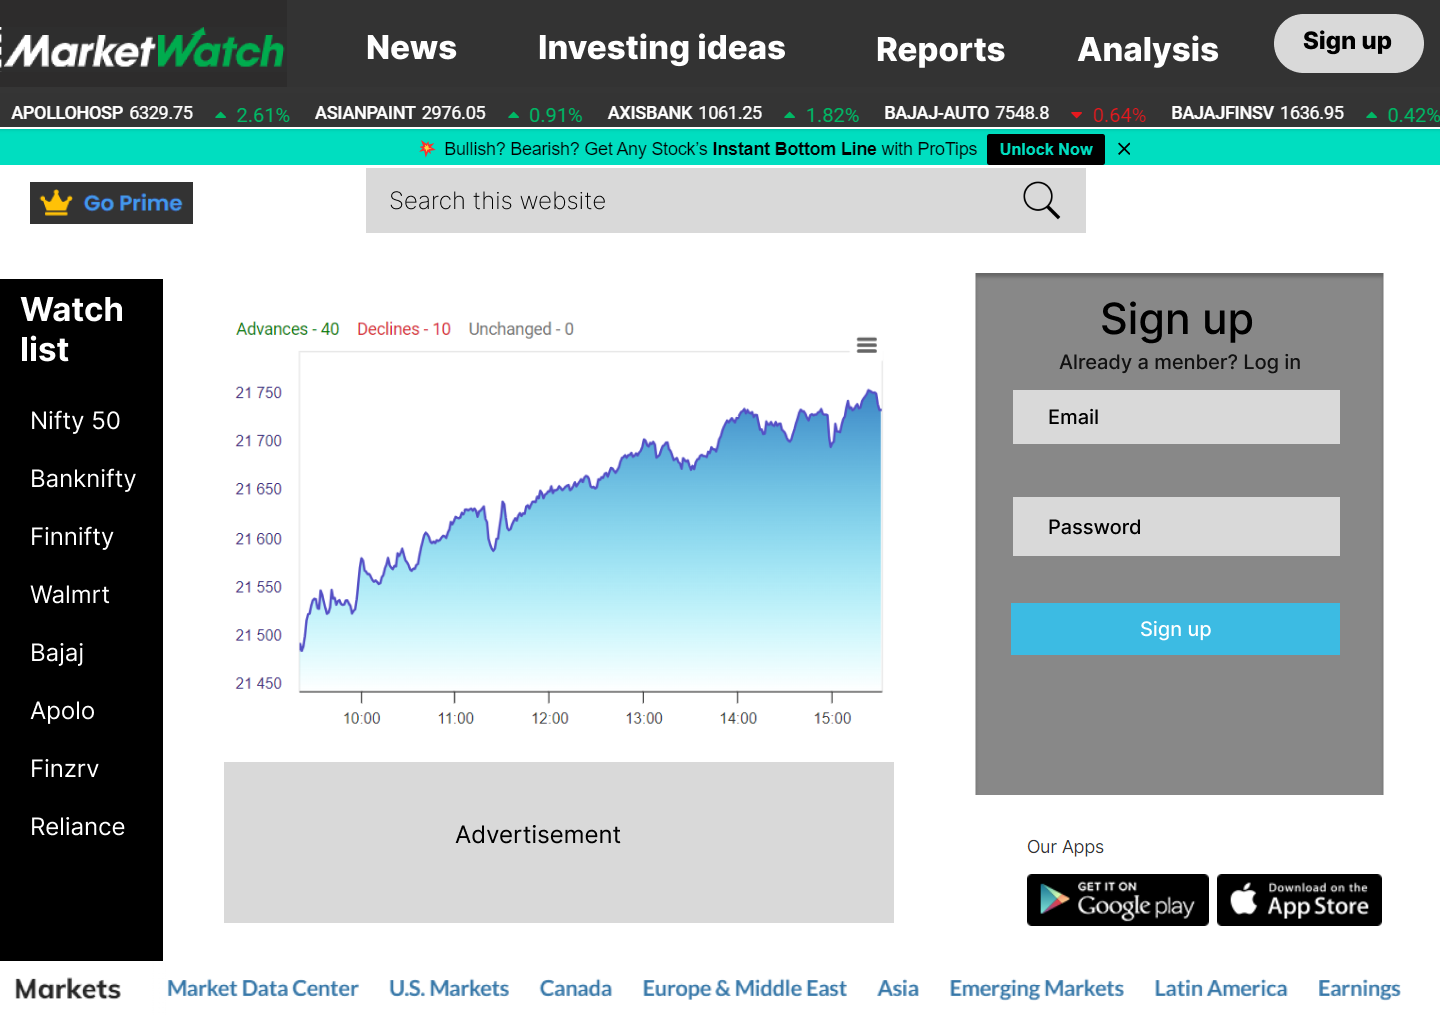 MarketWatch
News Investing ideas Reports Analysis Sign up
APOLLOHOSP 6329.75 ▲ 2.61% ASIANPAINT 2976.05 ▲ 0.91% AXISBANK 1061.25 ▲ 1.82% BAJAJ-AUTO 7548.8 ▼ 0.64% BAJAJFINSV 1636.95 ▲ 0.42%
Bullish? Bearish? Get Any Stock's Instant Bottom Line with ProTips Unlock Now ×
Go Prime
Search this website
Watch
list
Nifty 50
Banknifty
Finnifty
Walmrt
Bajaj
Apolo
Finzrv
Reliance
Advances - 40 Declines - 10 Unchanged - 0
21 750
21 700
21 650
21 600
21 550
21 500
21 450
10:00 11:00 12:00 13:00 14:00 15:00
Advertisement
Sign up
Already a menber? Log in
Email
Password
Sign up
Our Apps
GET IT ON
Google play
Download on the
App Store
Markets Market Data Center U.S. Markets Canada Europe & Middle East Asia Emerging Markets Latin America Earnings